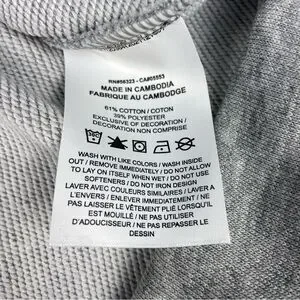 RN#56323 - CA#05553
MADE IN CAMBODIA
FABRIQUE AU CAMBODGE
61% COTTON / COTON
39% POLYESTER
EXCLUSIVE OF DECORATION /
DECORATION NON COMPRISE
WASH WITH LIKE COLORS / WASH INSIDE
OUT / REMOVE IMMEDIATELY / DO NOT ALLOW
TO LAY ON ITSELF WHEN WET / DO NOT USE
SOFTENERS / DO NOT IRON DESIGN
LAVER AVEC COULEURS SIMILAIRES / LAVER A
L'ENVERS / ENLEVER IMMEDIATEMENT / NE
PAS LAISSER LE VÊTEMENT PLIÉ LORSQU'IL
EST MOUILLÉ / NE PAS UTILISER
D'ADOUCISSEUR / NE PAS REPASSER LE
DESSIN